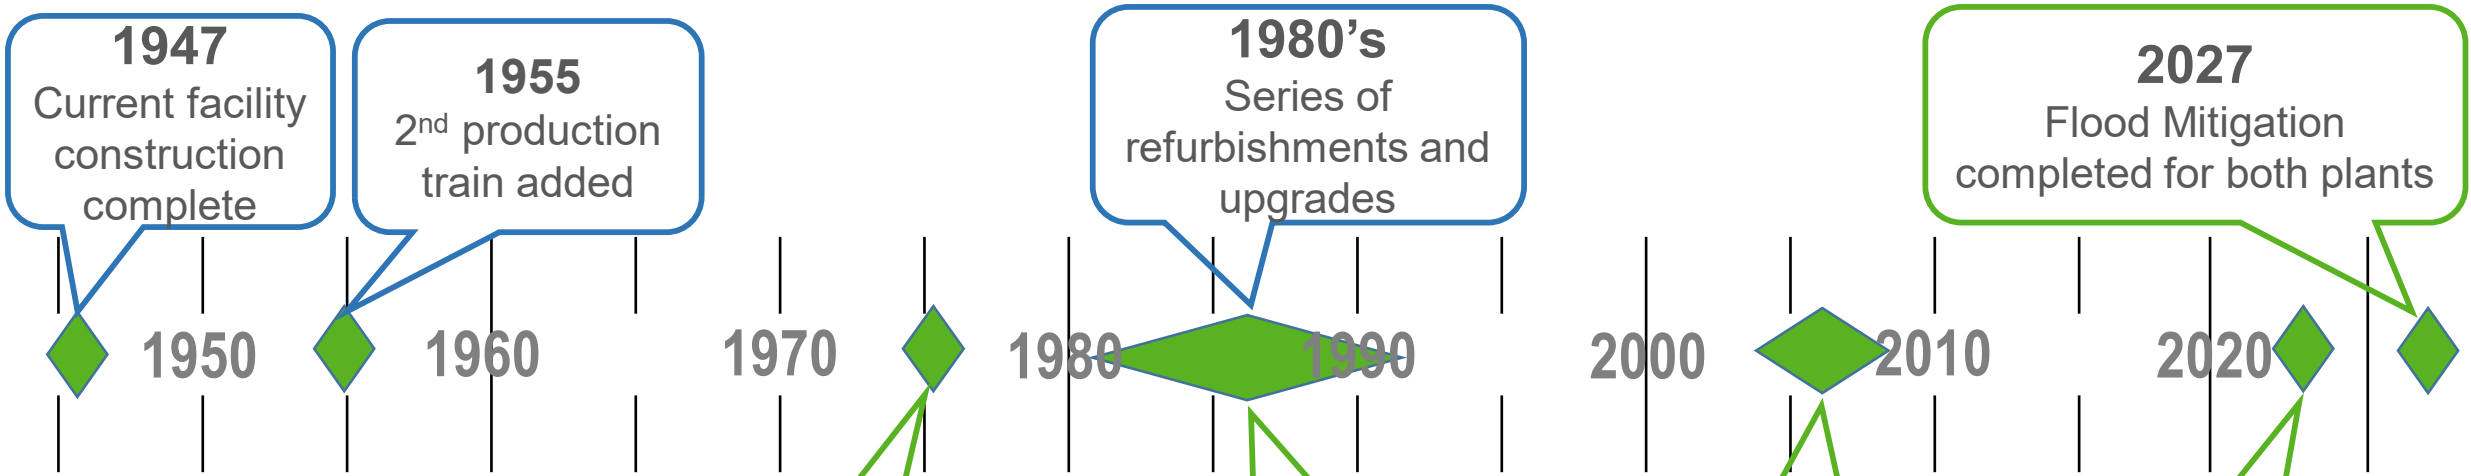 1947
Current facility
construction
complete
1955
2nd production
train added
1980’s
Series of
refurbishments and
upgrades
2027
Flood Mitigation
completed for both plants
1950
1960
1970
1980
1990
2000
2010
2020